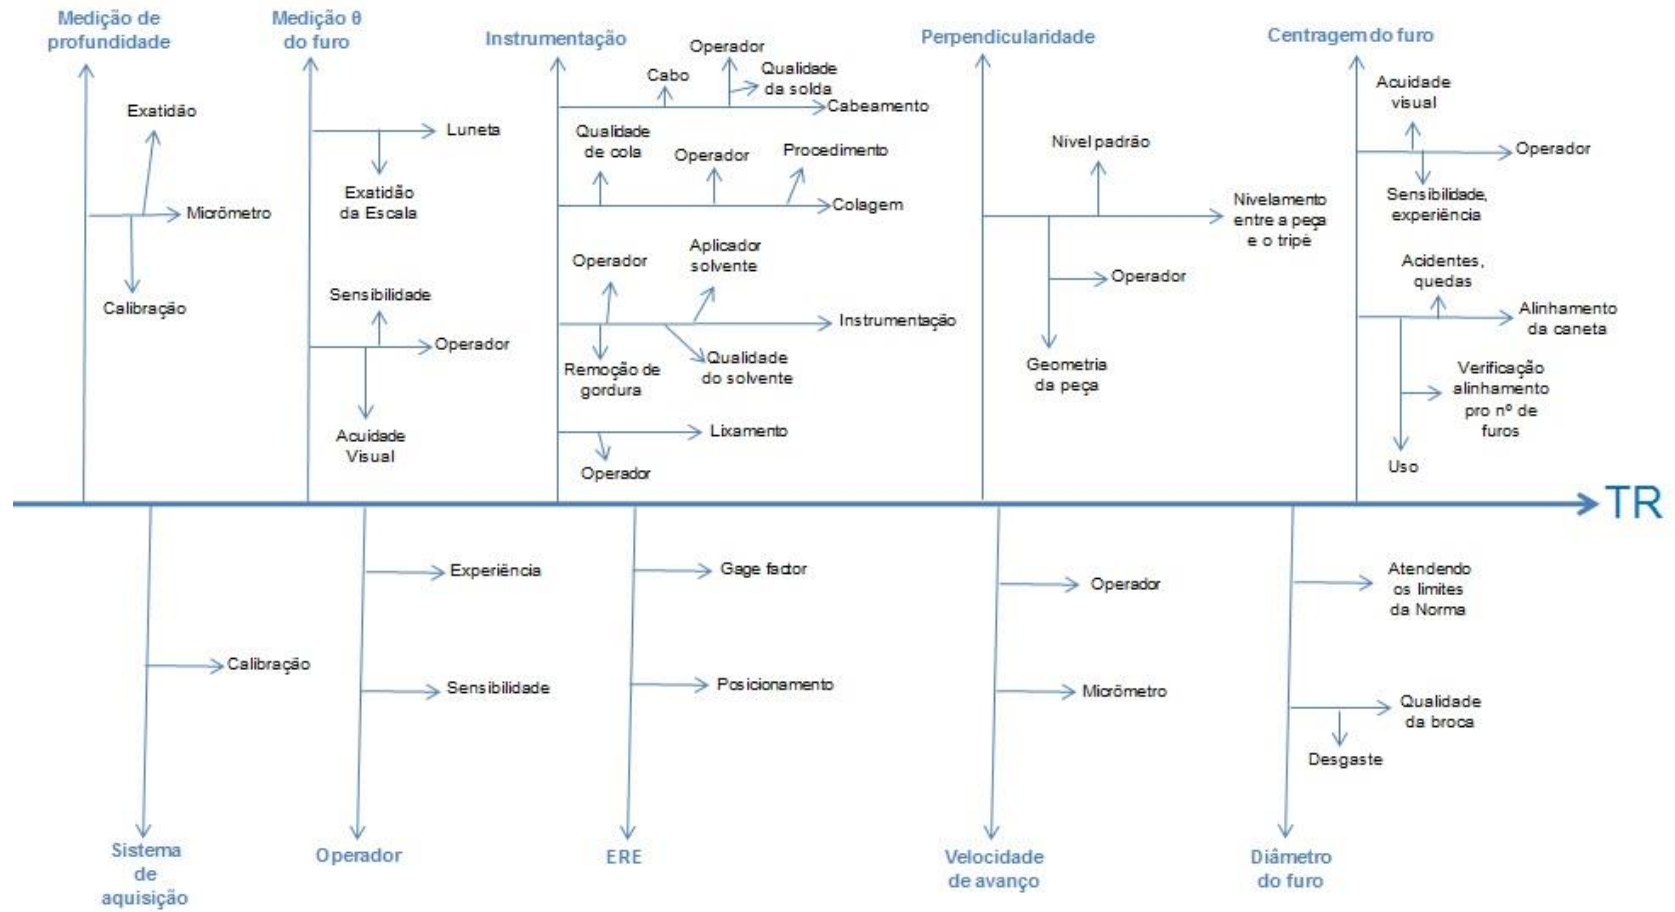 Medição de
profundidade
Exatidão
Micrômetro
Calibração
Medição θ
do furo
Luneta
Exatidão
da Escala
Sensibilidade
Operador
Acuidade
Visual
Instrumentação
Operador
Cabo
Qualidade
da solda
Cabeamento
Qualidade
de cola
Operador
Procedimento
Colagem
Operador
Aplicador
solvente
Instrumentação
Remoção de
gordura
Qualidade
do solvente
Lixamento
Operador
Perpendicularidade
Nível padrão
Nivelamento
entre a peça
e o tripé
Operador
Geometria
da peça
Centragem do furo
Acuidade
visual
Operador
Sensibilidade,
experiência
Acidentes,
quedas
Alinhamento
da caneta
Verificação
alinhamento
pro nº de
furos
Uso
TR
Calibração
Sistema
de
aquisição
Experiência
Sensibilidade
Operador
Gage factor
Posicionamento
ERE
Operador
Micrômetro
Velocidade
de avanço
Atendendo
os limites
da Norma
Qualidade
da broca
Desgaste
Diâmetro
do furo